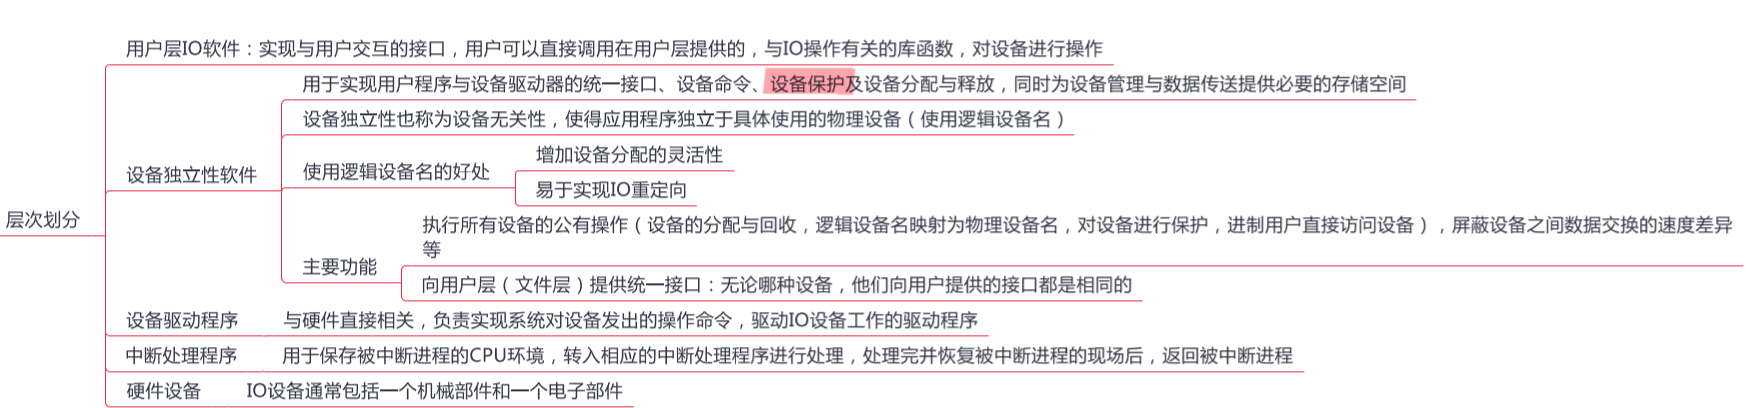 用户层IO软件：实现与用户交互的接口，用户可以直接调用在用户层提供的，与IO操作有关的库函数，对设备进行操作
用于实现用户程序与设备驱动器的统一接口、设备命令、设备保护及设备分配与释放，同时为设备管理与数据传送提供必要的存储空间
设备独立性也称为设备无关性，使得应用程序独立于具体使用的物理设备（使用逻辑设备名）
增加设备分配的灵活性
使用逻辑设备名的好处
设备独立性软件
易于实现IO重定向
层次划分
执行所有设备的公有操作（设备的分配与回收，逻辑设备名映射为物理设备名，对设备进行保护，进制用户直接访问设备），屏蔽设备之间数据交换的速度差异
等
主要功能
向用户层（文件层）提供统一接口：无论哪种设备，他们向用户提供的接口都是相同的
设备驱动程序
与硬件直接相关，负责实现系统对设备发出的操作命令，驱动IO设备工作的驱动程序
中断处理程序
用于保存被中断进程的CPU环境，转入相应的中断处理程序进行处理，处理完并恢复被中断进程的现场后，返回被中断进程
硬件设备
IO设备通常包括一个机械部件和一个电子部件